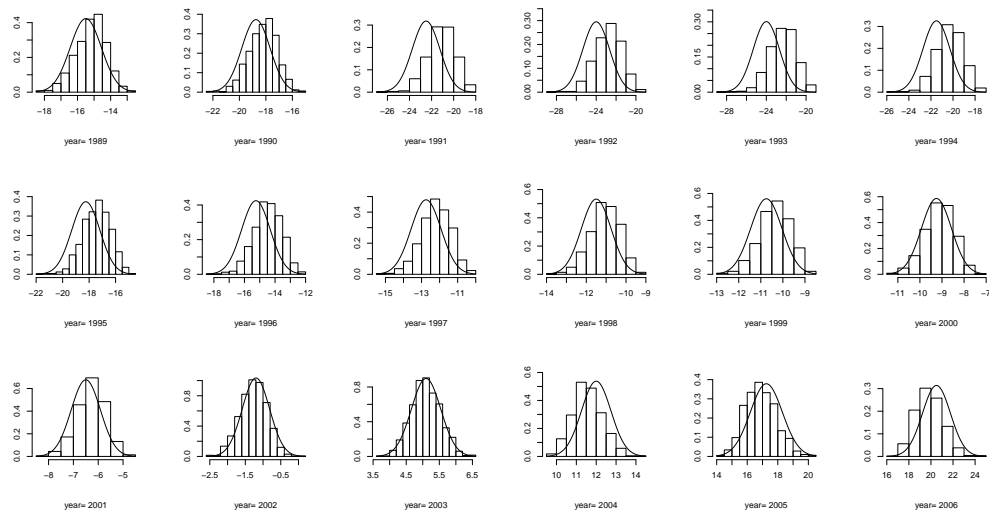 0.0 0.1 0.2 0.3 0.4
−18 −16 −14
year= 1989
0.0 0.1 0.2 0.3 0.4
−22 −20 −18 −16
year= 1990
0.0 0.1 0.2 0.3
−26 −24 −22 −20 −18
year= 1991
0.00 0.10 0.20 0.30
−28 −24 −20
year= 1992
0.00 0.15 0.30
−28 −24 −20
year= 1993
0.0 0.1 0.2 0.3
−26 −24 −22 −20 −18
year= 1994
0.0 0.1 0.2 0.3 0.4
−22 −20 −18 −16
year= 1995
0.0 0.2 0.4
−18 −16 −14 −12
year= 1996
0.0 0.1 0.2 0.3 0.4
−15 −13 −11
year= 1997
0.0 0.2 0.4 0.6
−14 −12 −10 −9
year= 1998
0.0 0.2 0.4 0.6
−13 −12 −11 −10 −9
year= 1999
0.0 0.2 0.4 0.6
−11 −10 −9 −8 −7
year= 2000
0.0 0.2 0.4 0.6
−8 −7 −6 −5
year= 2001
0.0 0.4 0.8
−2.5 −1.5 −0.5
year= 2002
0.0 0.2 0.4 0.6 0.8
3.5 4.5 5.5 6.5
year= 2003
0.0 0.2 0.4 0.6
10 11 12 13 14
year= 2004
0.0 0.1 0.2 0.3 0.4
14 16 18 20
year= 2005
0.0 0.1 0.2 0.3
16 18 20 22 24
year= 2006